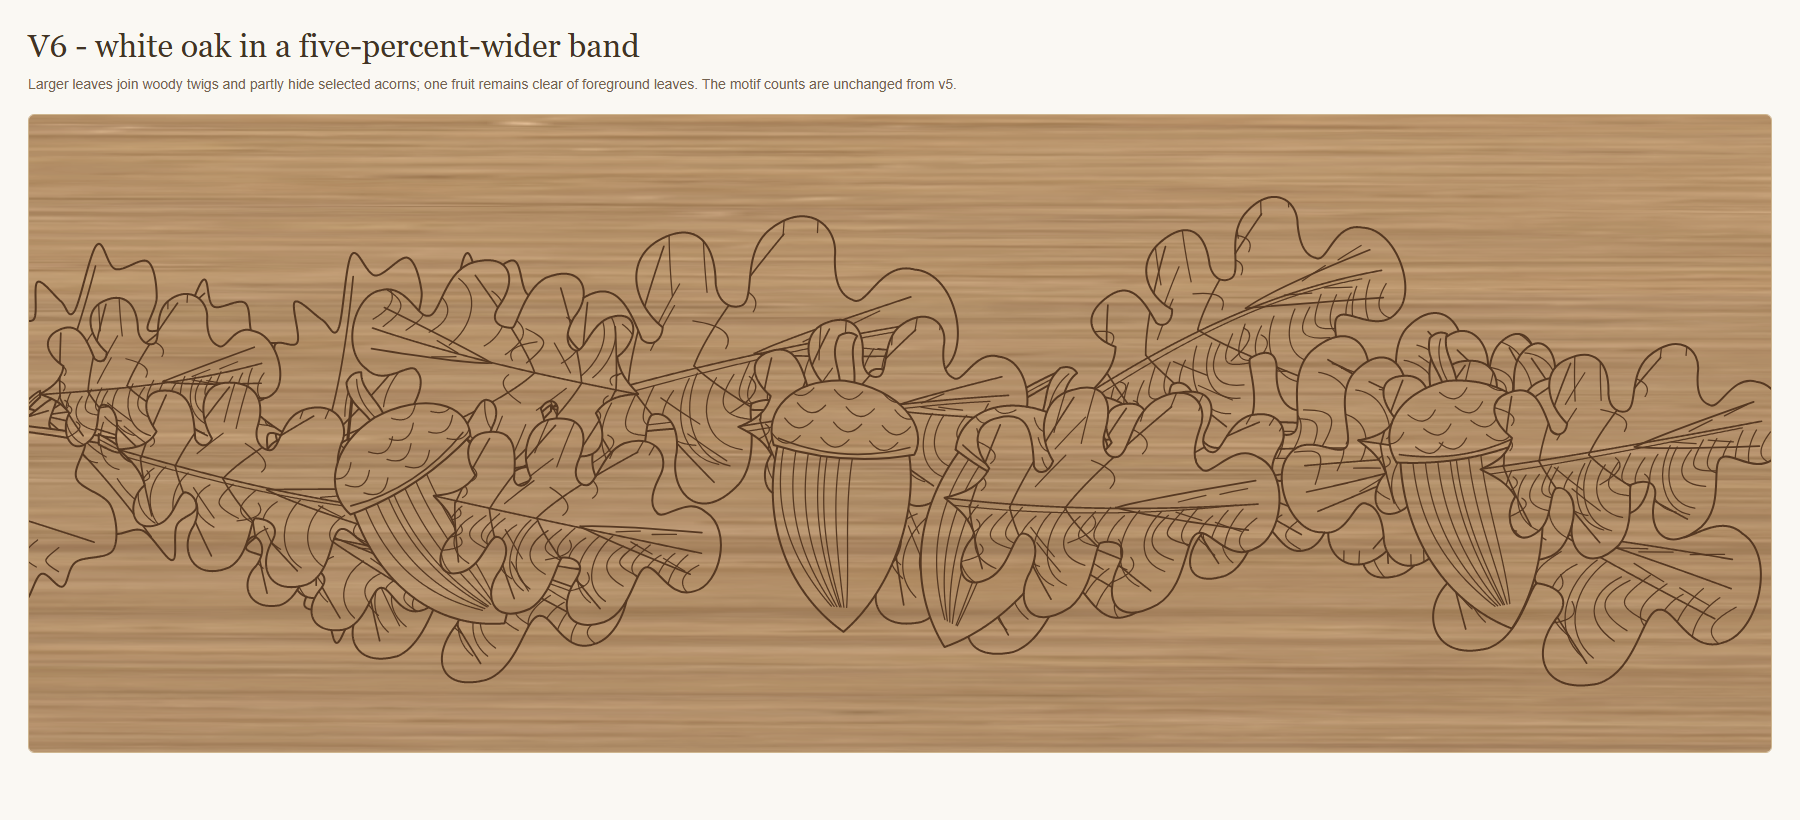 V6 - white oak in a five-percent-wider band
Larger leaves join woody twigs and partly hide selected acorns; one fruit remains clear of foreground leaves. The motif counts are unchanged from v5.